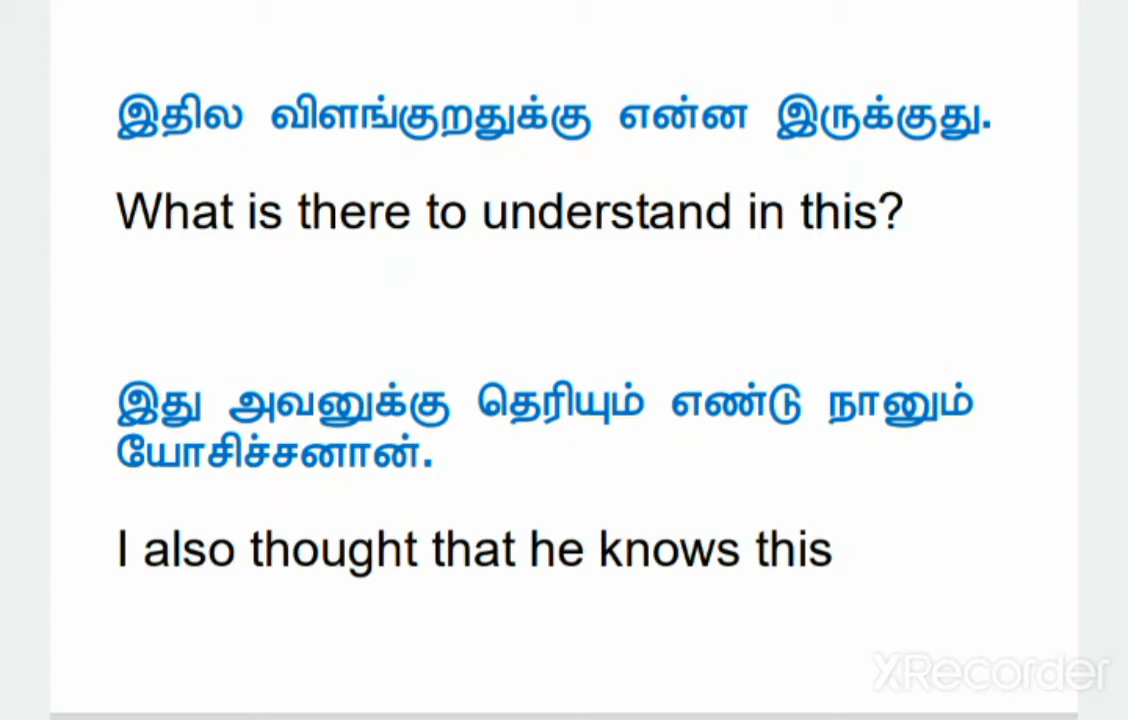 இதில விளங்குறதுக்கு என்ன இருக்குது.
What is there to understand in this?
இது அவனுக்கு தெரியும் எண்டு நானும்
யோசிச்சனான்.
I also thought that he knows this
XRecorder